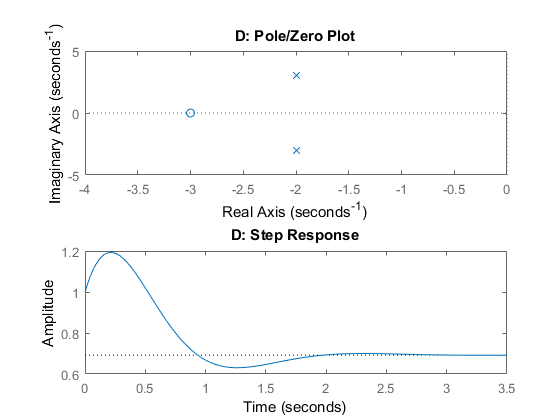 D: Pole/Zero Plot
Imaginary Axis (seconds⁻¹)
5
0
-5
-4 -3.5 -3 -2.5 -2 -1.5 -1 -0.5 0
Real Axis (seconds⁻¹)
D: Step Response
Amplitude
1.2
1
0.8
0.6
0 0.5 1 1.5 2 2.5 3 3.5
Time (seconds)